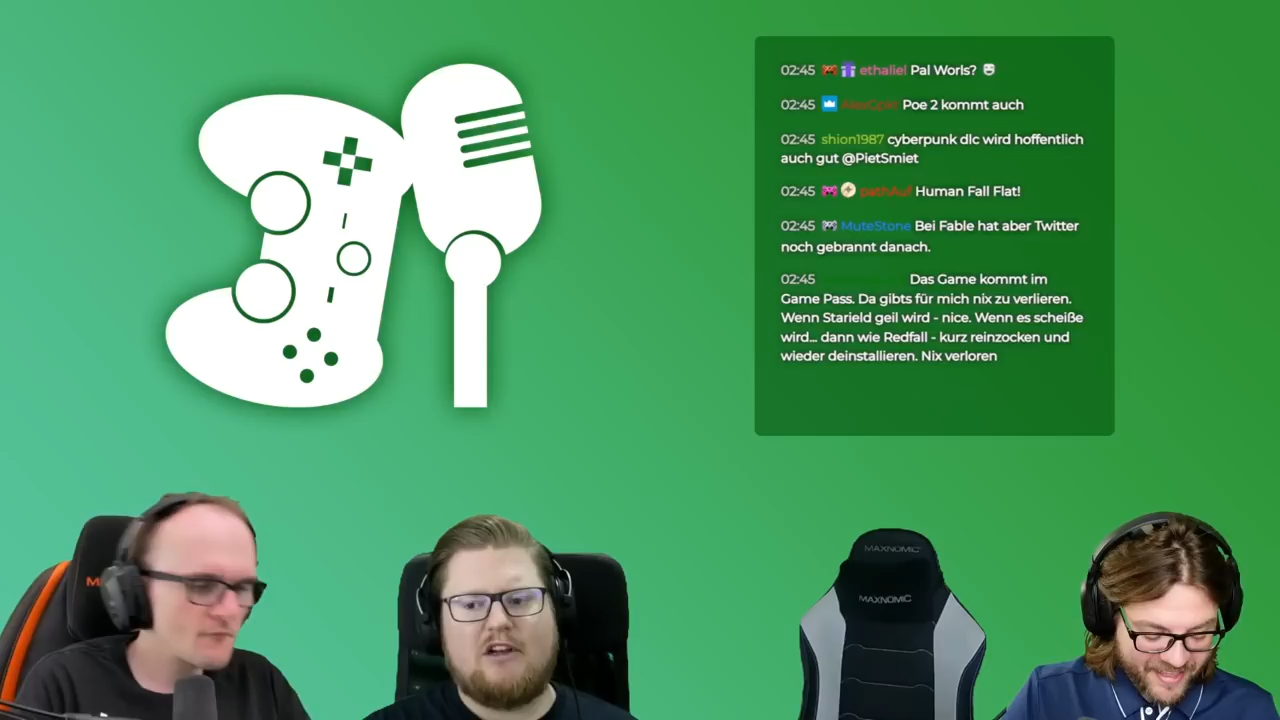 02:45 ethaliel Pal Worls?
02:45 Poe 2 kommt auch
02:45 shion1987 cyberpunk dlc wird hoffentlich
auch gut @PietSmiet
02:45 pathAuf Human Fall Flat!
02:45 MuteStone Bei Fable hat aber Twitter
noch gebrannt danach.
02:45 Das Game kommt im
Game Pass. Da gibts für mich nix zu verlieren.
Wenn Starield geil wird - nice. Wenn es scheiße
wird... dann wie Redfall - kurz reinzocken und
wieder deinstallieren. Nix verloren
MAXNOMIC
MAXNOMIC